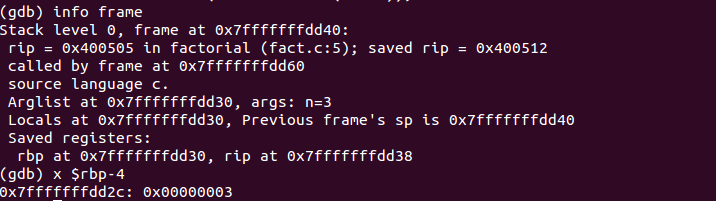 (gdb) info frame
Stack level 0, frame at 0x7fffffffdd40:
 rip = 0x400505 in factorial (fact.c:5); saved rip = 0x400512
 called by frame at 0x7fffffffdd60
 source language c.
 Arglist at 0x7fffffffdd30, args: n=3
 Locals at 0x7fffffffdd30, Previous frame's sp is 0x7fffffffdd40
 Saved registers:
  rbp at 0x7fffffffdd30, rip at 0x7fffffffdd38
(gdb) x $rbp-4
0x7fffffffdd2c: 0x00000003